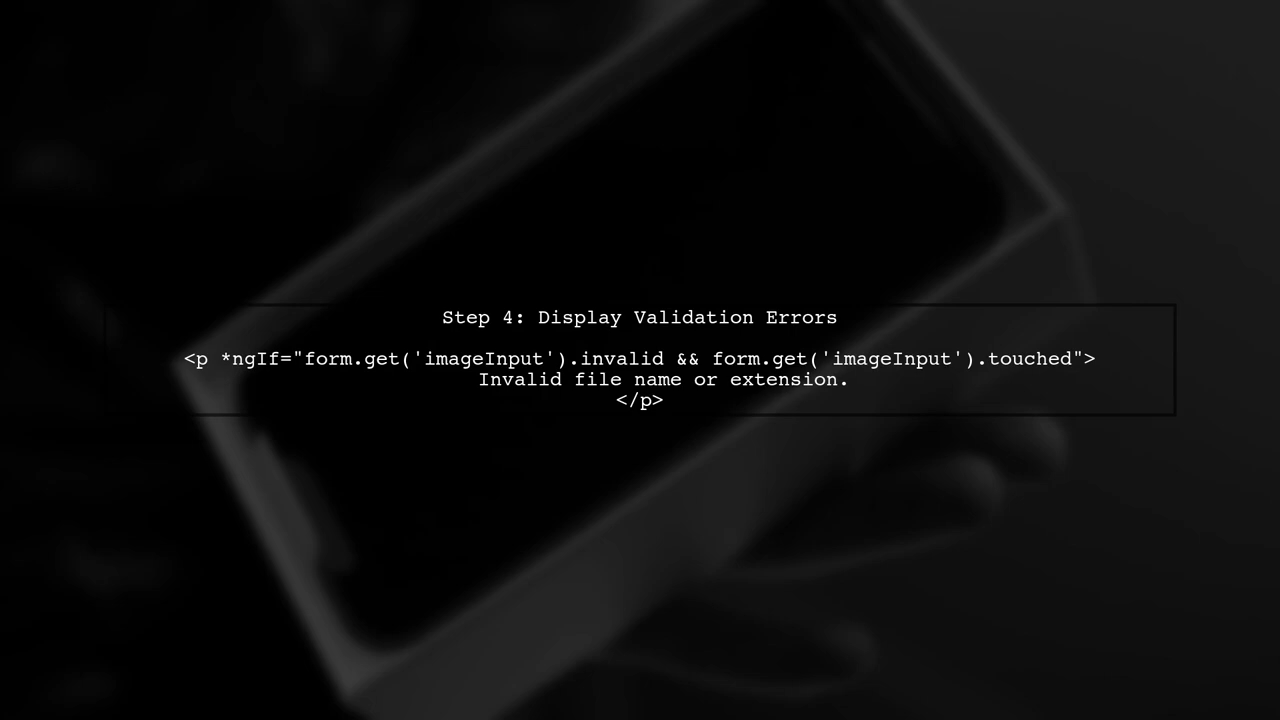 Step 4: Display Validation Errors
<p *ngIf="form.get('imageInput').invalid && form.get('imageInput').touched">
Invalid file name or extension.
</p>